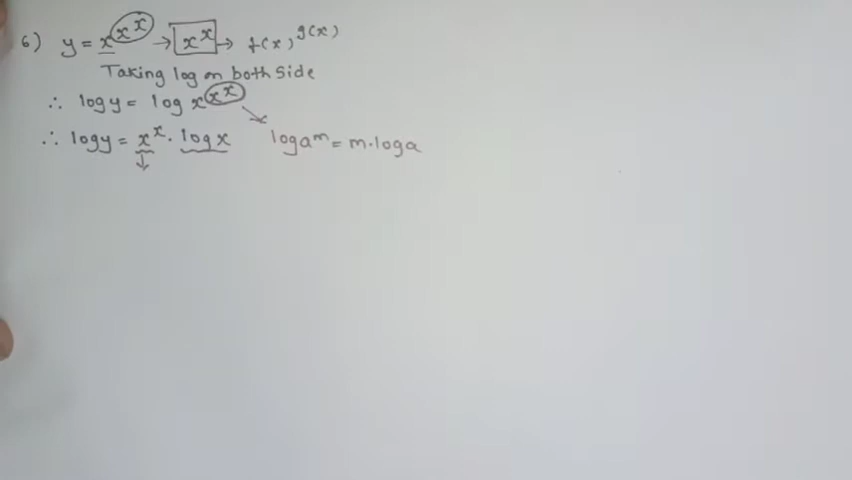 6) y = x^x^x → x^x → f(x)^g(x)
Taking log on both Side
∴ log y = log x^x^x
∴ log y = x^x · log x log a^m = m · log a